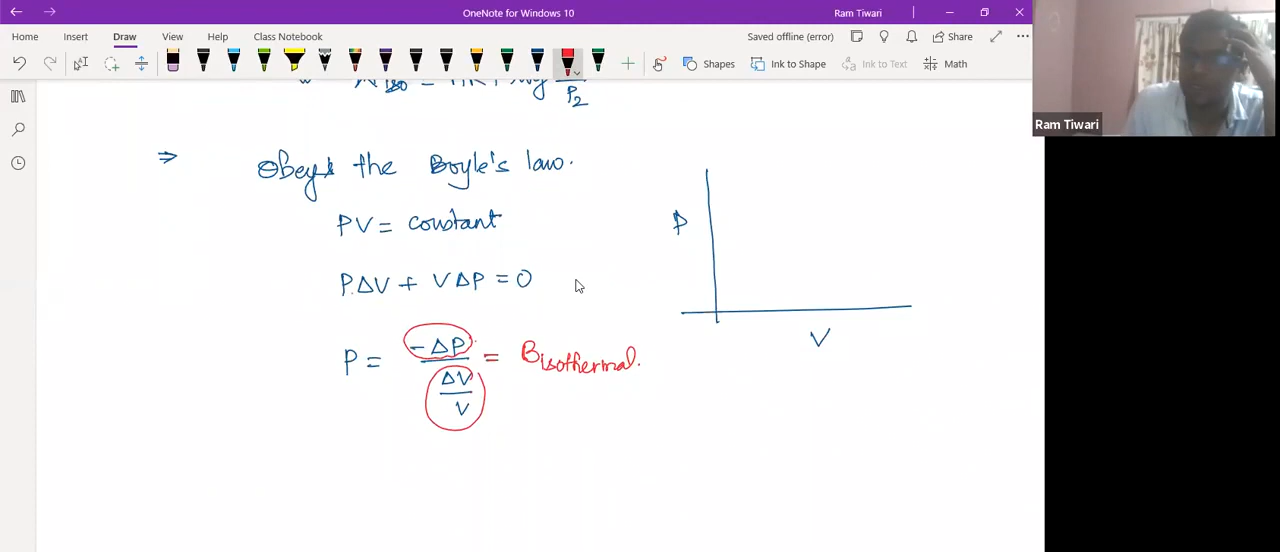 OneNote for Windows 10
Ram Tiwari
Home Insert Draw View Help Class Notebook
Saved offline (error) Share
Shapes Ink to Shape Ink to Text Math
Ram Tiwari
P₂
⇒ Obeys the Boyle's law.
PV = constant
P.ΔV + VΔP = 0
P = -ΔP / (ΔV / V) = Bisothermal.
P
V